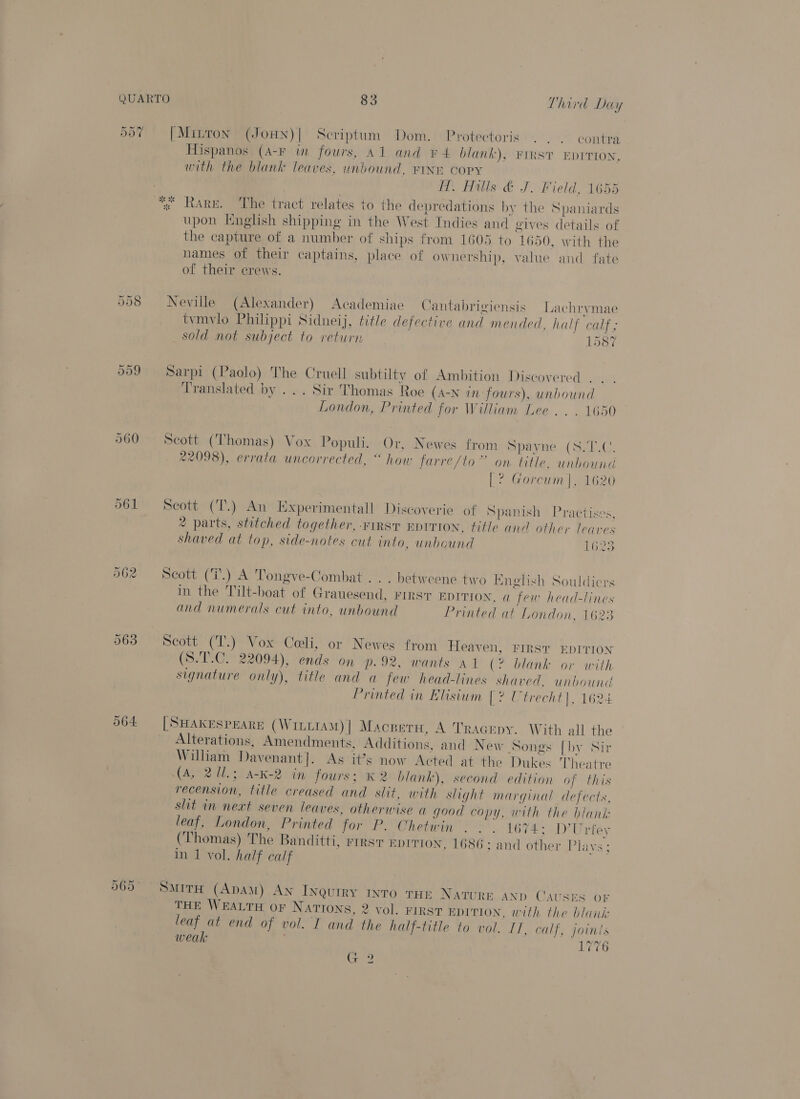 QUARTO 83 Third Day
557 [Milton (John)] Scriptum Dom. Protectoris . . . contra
Hispanos (A-F in fours, A1 and F4 blank), FIRST EDITION,
with the blank leaves, unbound, FINE COPY
H. Hills & J. Field, 1655
*** RARE. The tract relates to the depredations by the Spaniards
upon English shipping in the West Indies and gives details of
the capture of a number of ships from 1605 to 1650, with the
names of their captains, place of ownership, value and fate
of their crews.
558 Neville (Alexander) Academiae Cantabrigiensis Lachrymae
tvmvlo Philippi Sidneij, title defective and mended, half calf;
sold not subject to return 1587
559 Sarpi (Paolo) The Cruell subtilty of Ambition Discovered . . .
Translated by . . . Sir Thomas Roe (A-N in fours), unbound
London, Printed for William Lee . . . 1650
560 Scott (Thomas) Vox Populi. Or, Newes from Spayne (S.T.C.
22098), errata uncorrected, “ how farre/to ” on title, unbound
[? Gorcum], 1620
561 Scott (T.) An Experimentall Discoverie of Spanish Practises,
2 parts, stitched together, FIRST EDITION, title and other leaves
shaved at top, side-notes cut into, unbound 1623
562 Scott (T.) A Tongve-Combat . . . betweene two English Souldiers
in the Tilt-boat of Grauesend, FIRST EDITION, a few head-lines
and numerals cut into, unbound Printed at London, 1623
563 Scott (T.) Vox Cœli, or Newes from Heaven, FIRST EDITION
(S.T.C. 22094), ends on p.92, wants A1 (? blank or with
signature only), title and a few head-lines shaved, unbound
Printed in Elisium [? Utrecht], 1624
564 [SHAKESPEARE (WILLIAM)] MACBETH, A TRAGEDY. With all the
Alterations, Amendments, Additions, and New Songs [by Sir
William Davenant]. As it's now Acted at the Dukes Theatre
(A, 2 ll.; A-K-2 in fours; K2 blank), second edition of this
recension, title creased and slit, with slight marginal defects,
slit in next seven leaves, otherwise a good copy, with the blank
leaf, London, Printed for P. Chetwin . . . 1674; D'Urfey
(Thomas) The Banditti, FIRST EDITION, 1686; and other Plays;
in 1 vol. half calf
565 SMITH (ADAM) AN INQUIRY INTO THE NATURE AND CAUSES OF
THE WEALTH OF NATIONS, 2 vol. FIRST EDITION, with the blank
leaf at end of vol. I and the half-title to vol. II, calf, joints
weak 1776
G 2